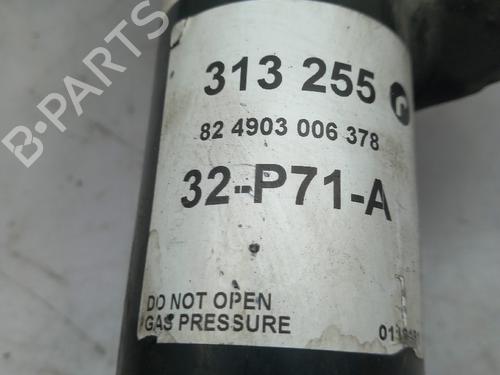 313 255
82 4903 006 378
32-P71-A
DO NOT OPEN
GAS PRESSURE
B-PARTS